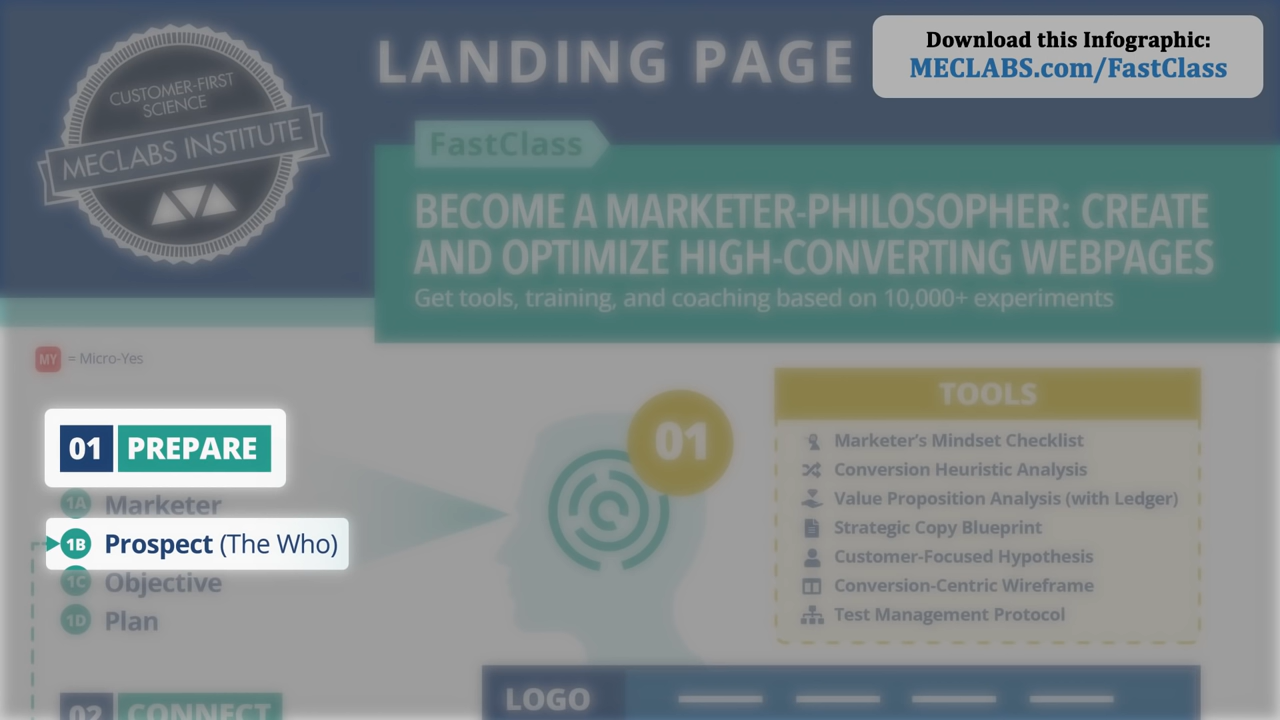 CUSTOMER-FIRST
SCIENCE
MECLABS INSTITUTE
LANDING PAGE
Download this Infographic:
MECLABS.com/FastClass
FastClass
BECOME A MARKETER-PHILOSOPHER: CREATE
AND OPTIMIZE HIGH-CONVERTING WEBPAGES
Get tools, training, and coaching based on 10,000+ experiments
MY = Micro-Yes
01 PREPARE
1A Marketer
1B Prospect (The Who)
1C Objective
1D Plan
01
TOOLS
Marketer's Mindset Checklist
Conversion Heuristic Analysis
Value Proposition Analysis (with Ledger)
Strategic Copy Blueprint
Customer-Focused Hypothesis
Conversion-Centric Wireframe
Test Management Protocol
02 CONNECT
LOGO